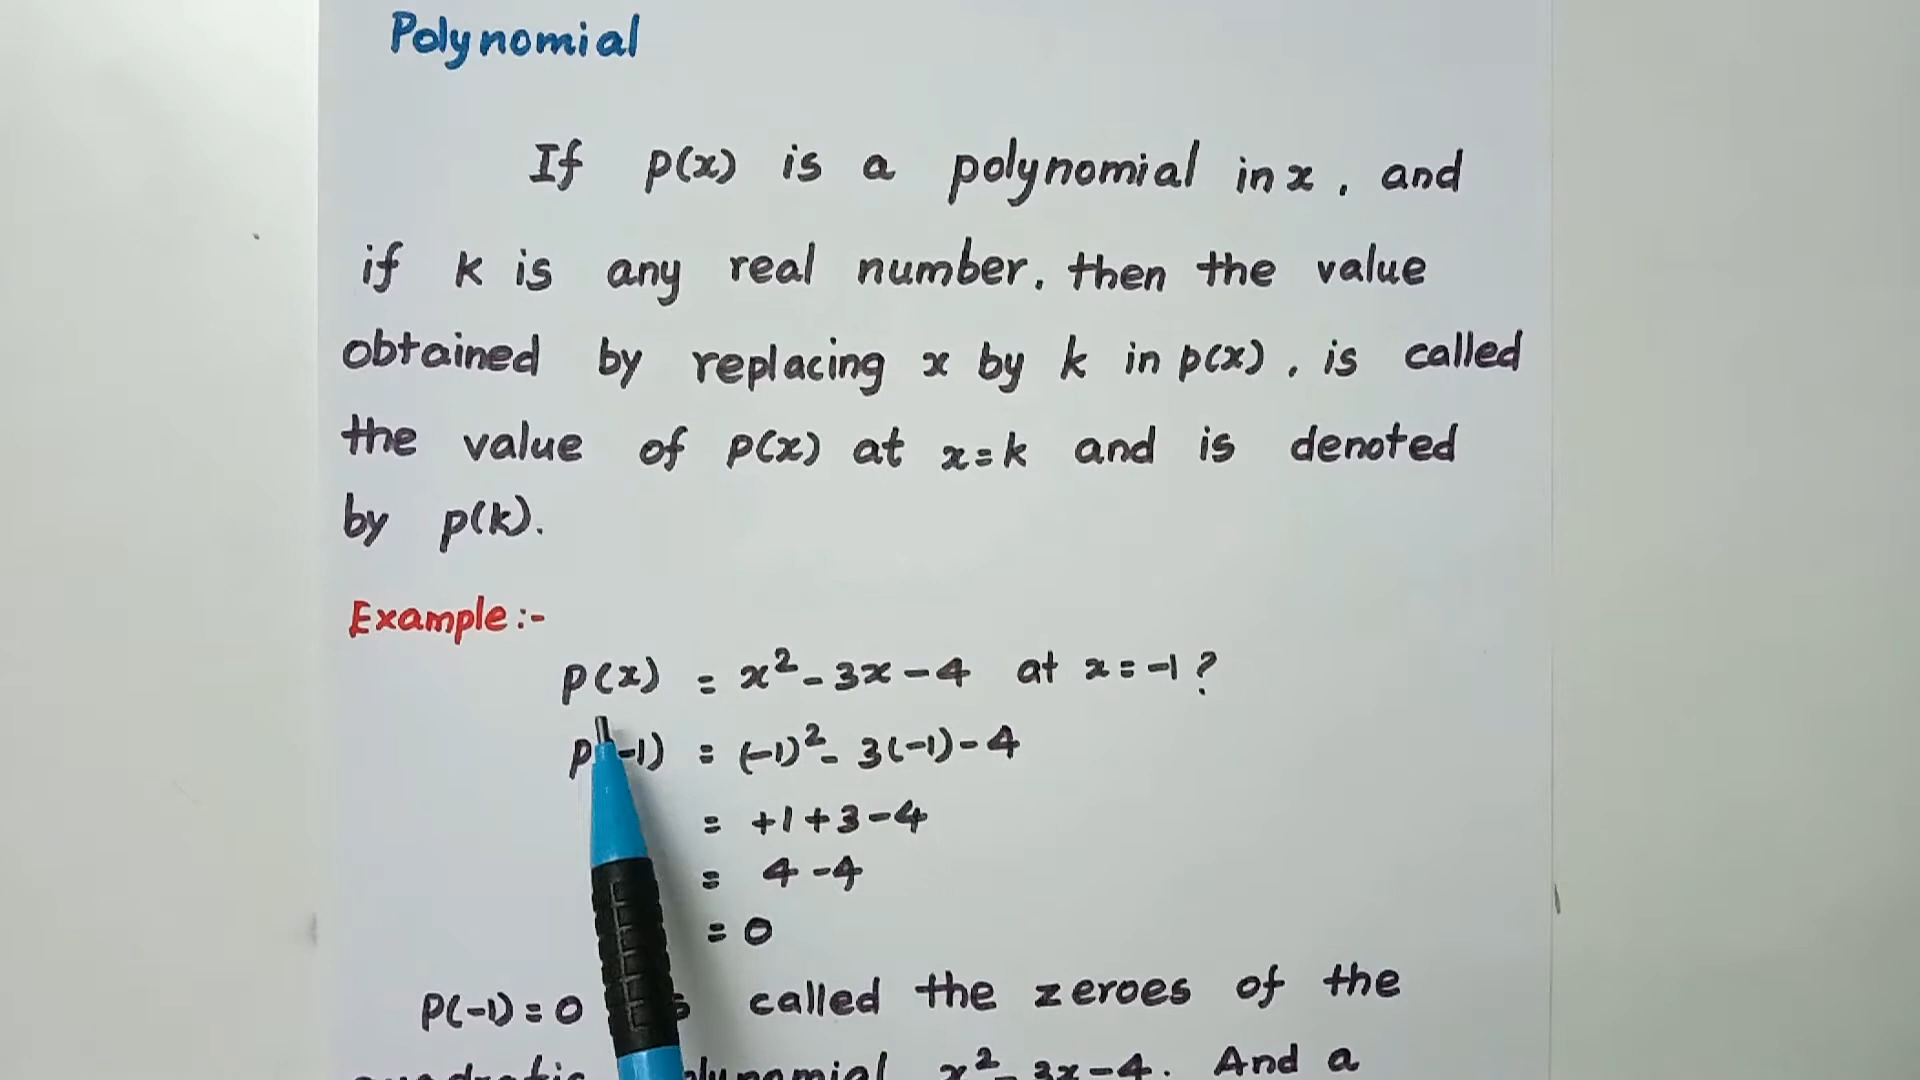 Polynomial
If p(x) is a polynomial in x, and
if k is any real number, then the value
obtained by replacing x by k in p(x), is called
the value of p(x) at x=k and is denoted
by p(k).
Example:-
p(x) = x² - 3x - 4 at x = -1 ?
p(-1) = (-1)² - 3(-1) - 4
= +1 + 3 - 4
= 4 - 4
= 0
P(-1) = 0 called the zeroes of the
x² - 3x - 4. And a